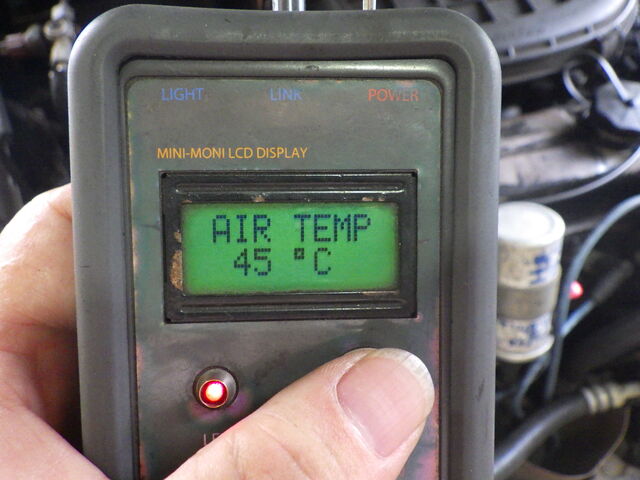 LIGHT LINK POWER
MINI-MONI LCD DISPLAY
AIR TEMP
45 °C